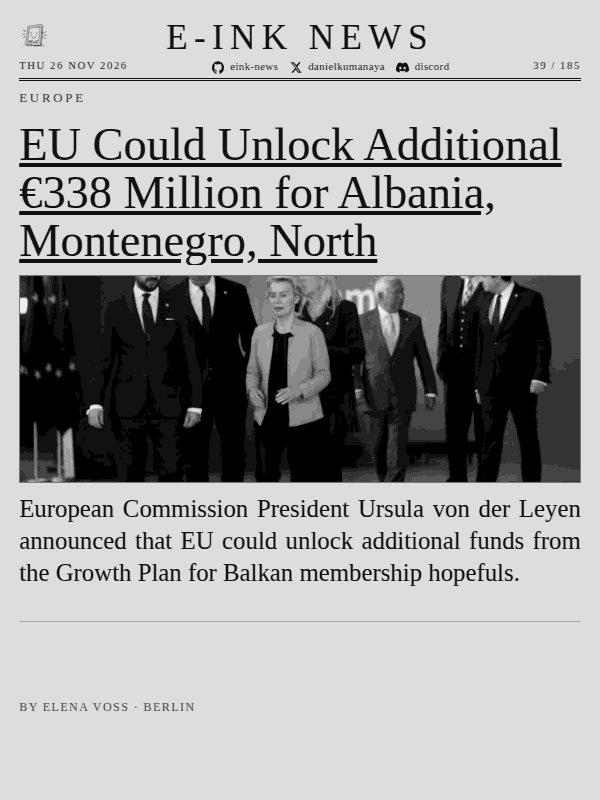 E-INK NEWS
THU 26 NOV 2026
eink-news danielkumanaya discord
39 / 185
EUROPE
EU Could Unlock Additional
€338 Million for Albania,
Montenegro, North
European Commission President Ursula von der Leyen
announced that EU could unlock additional funds from
the Growth Plan for Balkan membership hopefuls.
BY ELENA VOSS · BERLIN